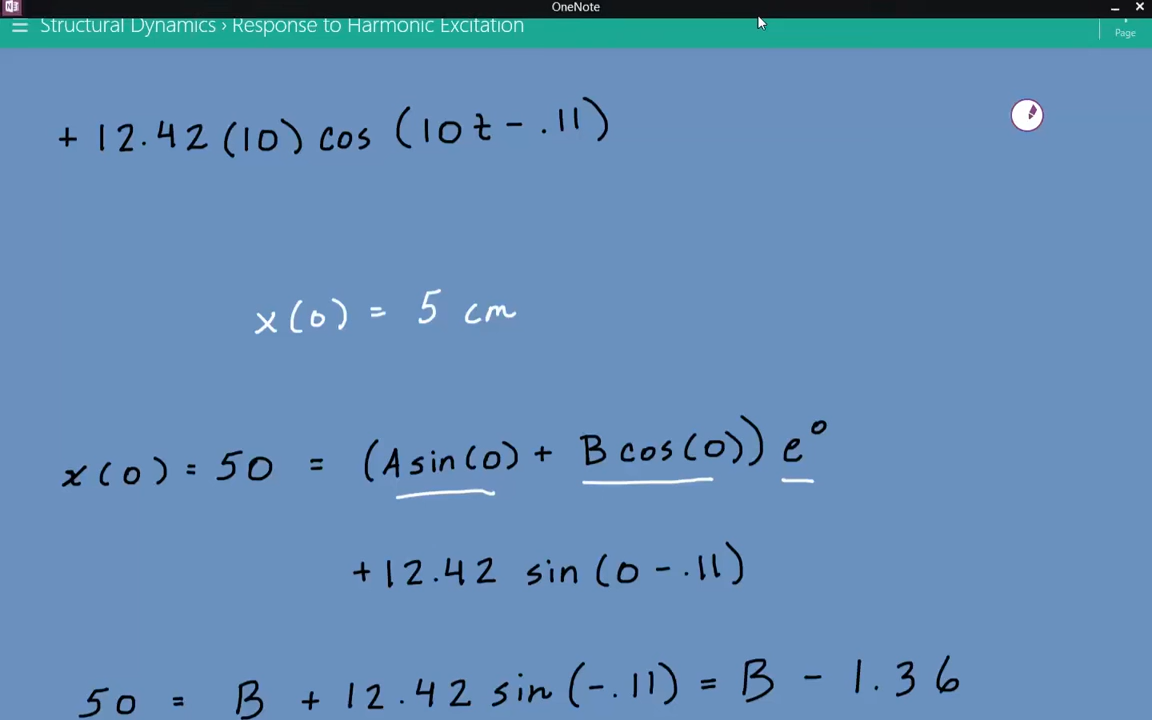 OneNote
Structural Dynamics › Response to Harmonic Excitation
Page
+ 12.42 (10) cos (10t - .11)
x(0) = 5 cm
x(0) = 50 = (A sin(0) + B cos(0)) e⁰
+ 12.42 sin (0 - .11)
50 = B + 12.42 sin (-.11) = B - 1.36